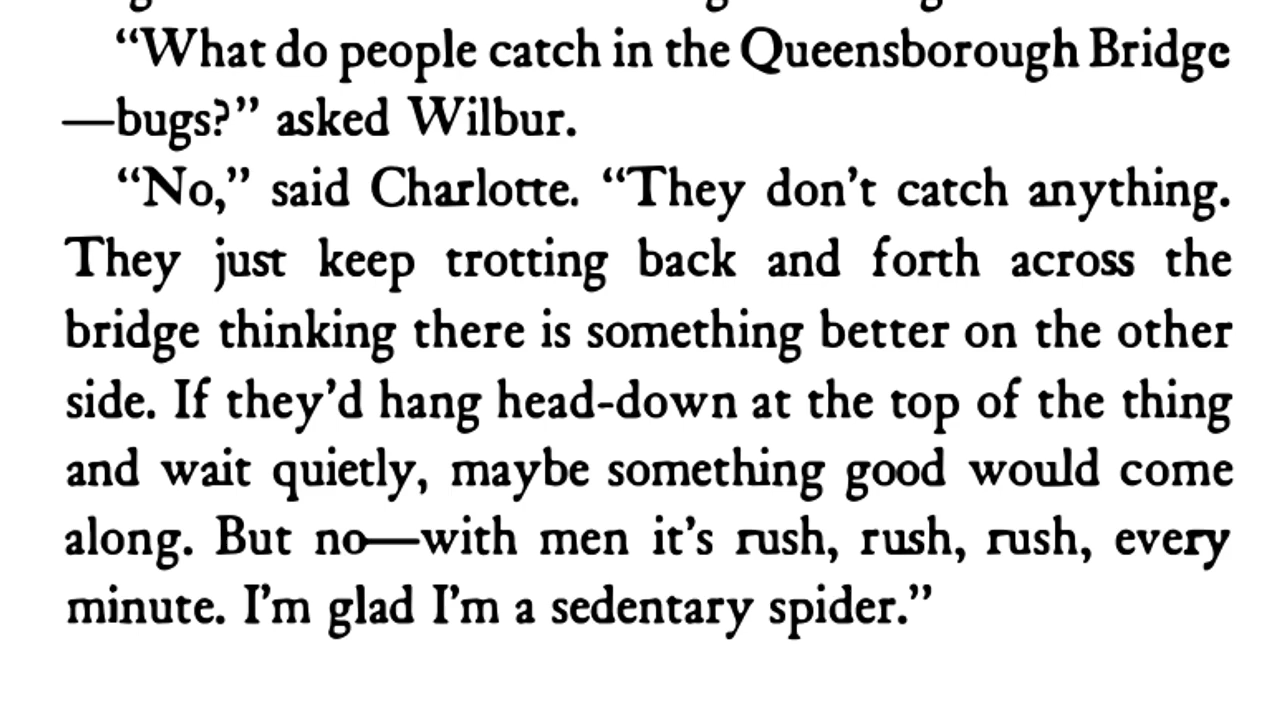 “What do people catch in the Queensborough Bridge
—bugs?” asked Wilbur.
“No,” said Charlotte. “They don’t catch anything.
They just keep trotting back and forth across the
bridge thinking there is something better on the other
side. If they’d hang head-down at the top of the thing
and wait quietly, maybe something good would come
along. But no—with men it’s rush, rush, rush, every
minute. I’m glad I’m a sedentary spider.”